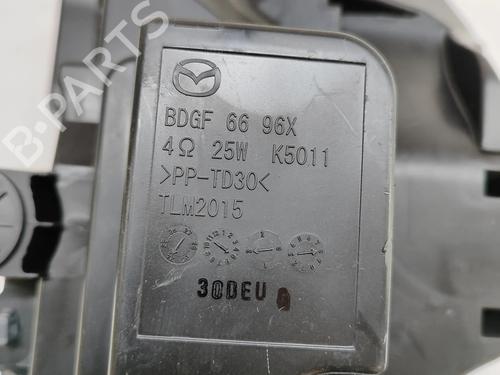 B-PARTS
BDGF 66 96X
4Ω 25W K5011
>PP-TD30<
TLM2015
30DEU